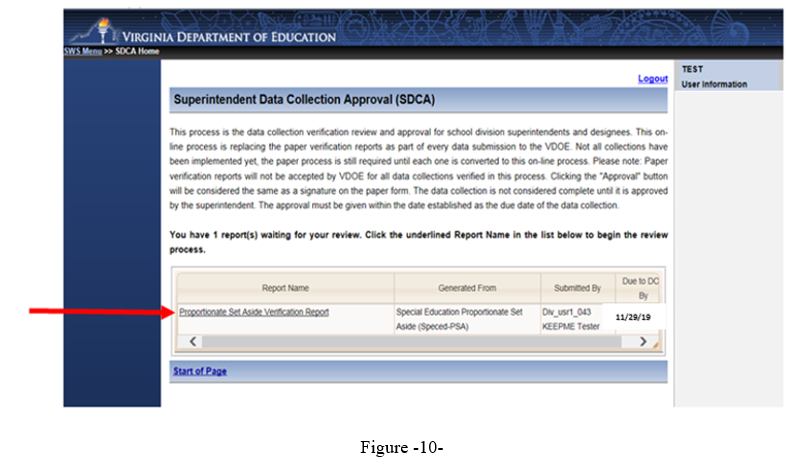 VIRGINIA DEPARTMENT OF EDUCATION
SWS Menu >> SDCA Home
TEST
User Information
Logout
Superintendent Data Collection Approval (SDCA)
This process is the data collection verification review and approval for school division superintendents and designees. This on-
line process is replacing the paper verification reports as part of every data submission to the VDOE. Not all collections have
been implemented yet, the paper process is still required until each one is converted to this on-line process. Please note: Paper
verification reports will not be accepted by VDOE for all data collections verified in this process. Clicking the "Approval" button
will be considered the same as a signature on the paper form. The data collection is not considered complete until it is approved
by the superintendent. The approval must be given within the date established as the due date of the data collection.
You have 1 report(s) waiting for your review. Click the underlined Report Name in the list below to begin the review
process.
Report Name Generated From Submitted By Due to DC
By
Proportionate Set Aside Verification Report Special Education Proportionate Set Div_usr1_043 11/29/19
Aside (Speced-PSA) KEEPME Tester
Start of Page
Figure -10-